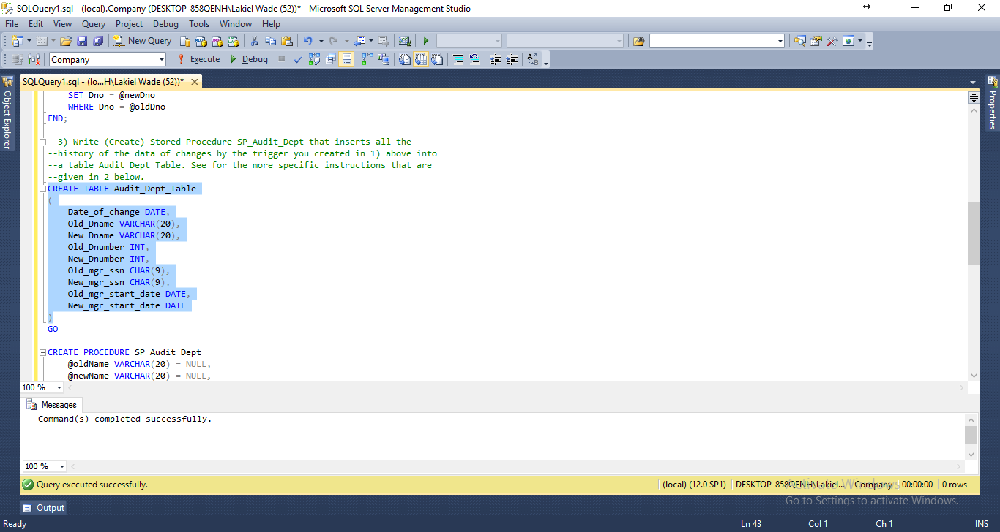 SQLQuery1.sql - (local).Company (DESKTOP-858QENH\Lakiel Wade (52))* - Microsoft SQL Server Management Studio
File Edit View Query Project Debug Tools Window Help
New Query
Company Execute Debug
SQLQuery1.sql - (lo...H\Lakiel Wade (52))*
Object Explorer
Properties
SET Dno = @newDno
WHERE Dno = @oldDno
END;
--3) Write (Create) Stored Procedure SP_Audit_Dept that inserts all the
--history of the data of changes by the trigger you created in 1) above into
--a table Audit_Dept_Table. See for the more specific instructions that are
--given in 2 below.
CREATE TABLE Audit_Dept_Table
(
Date_of_change DATE,
Old_Dname VARCHAR(20),
New_Dname VARCHAR(20),
Old_Dnumber INT,
New_Dnumber INT,
Old_mgr_ssn CHAR(9),
New_mgr_ssn CHAR(9),
Old_mgr_start_date DATE,
New_mgr_start_date DATE
)
GO
CREATE PROCEDURE SP_Audit_Dept
@oldName VARCHAR(20) = NULL,
@newName VARCHAR(20) = NULL,
100 %
Messages
Command(s) completed successfully.
100 %
Query executed successfully. (local) (12.0 SP1) DESKTOP-858QENH\Lakiel... Company 00:00:00 0 rows
Activate Windows
Go to Settings to activate Windows.
Output
Ready Ln 43 Col 1 Ch 1 INS